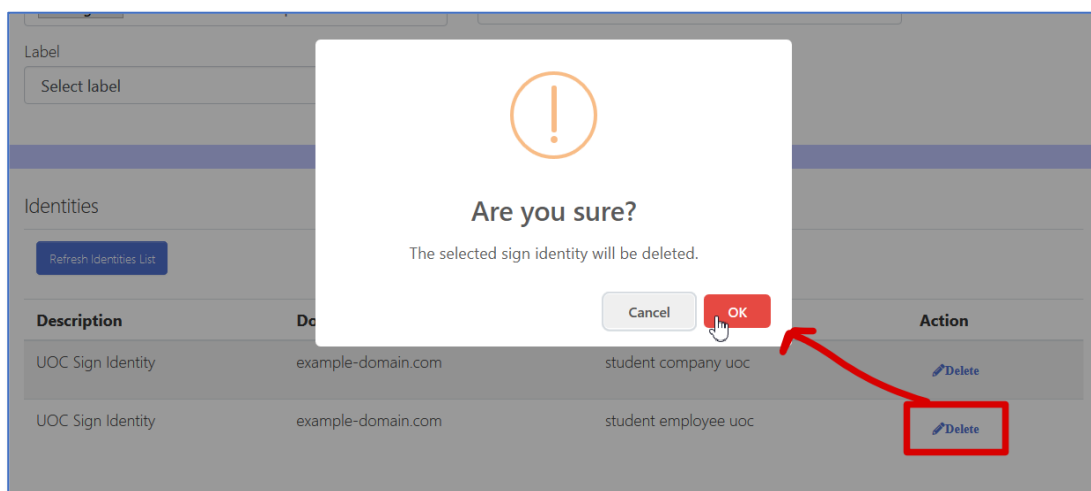 Label
Select label
Are you sure?
The selected sign identity will be deleted.
Cancel OK
Identities
Refresh Identities List
Description Do Action
UOC Sign Identity example-domain.com student company uoc Delete
UOC Sign Identity example-domain.com student employee uoc Delete